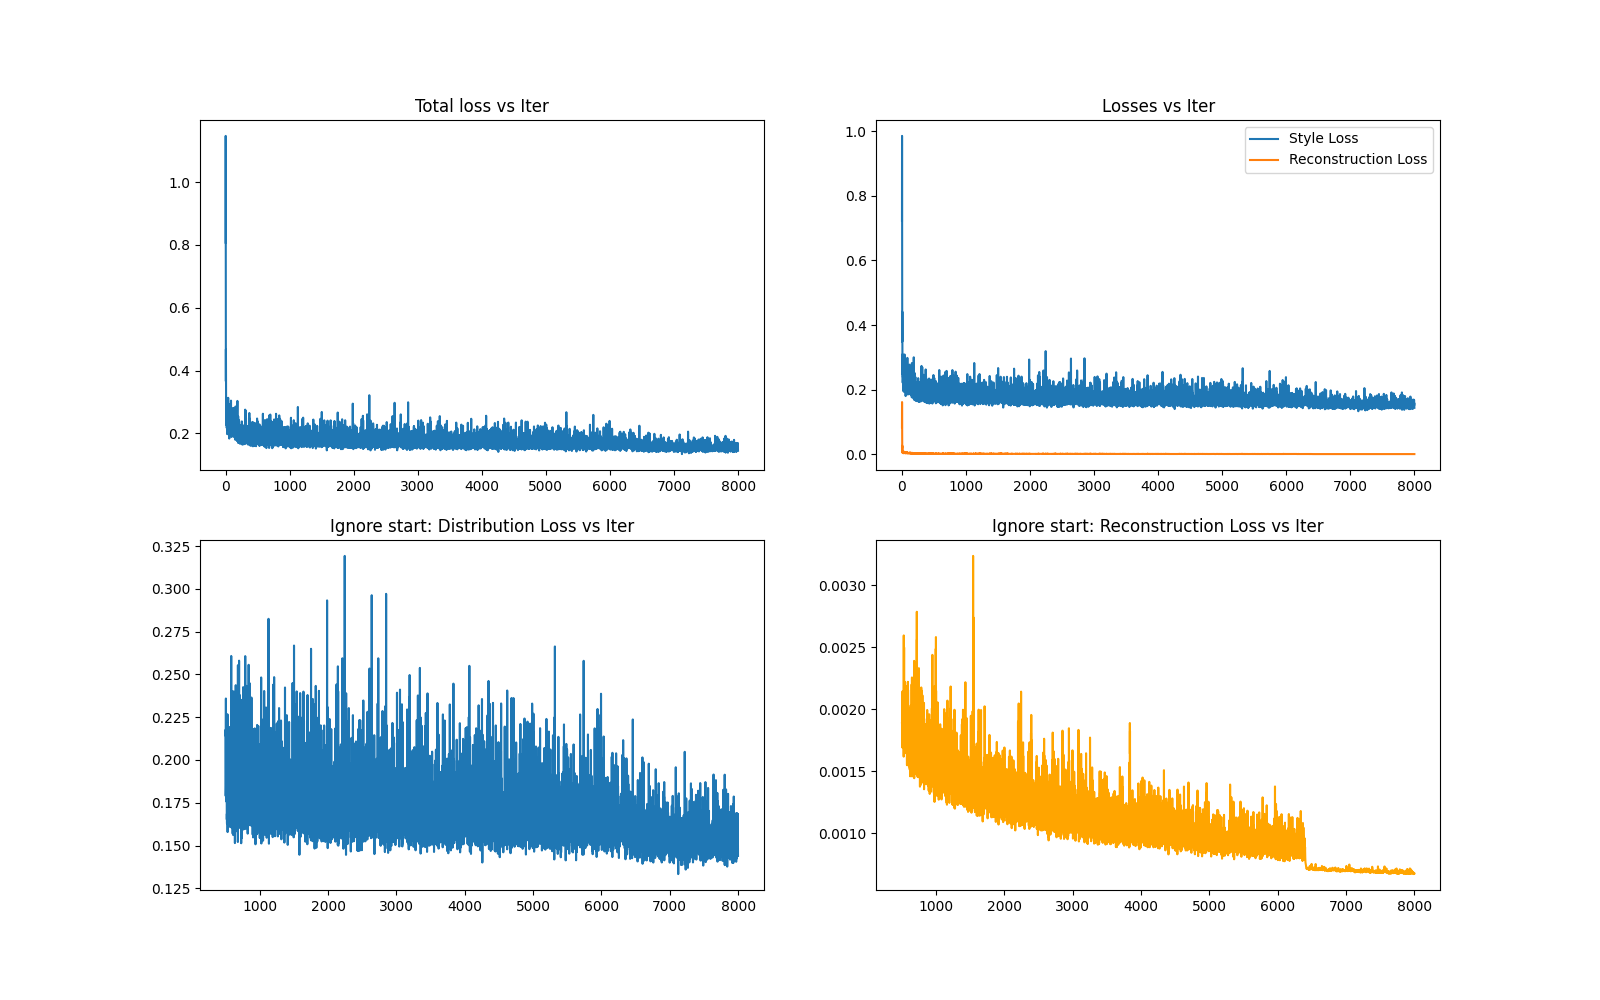 Total loss vs Iter
1.0
0.8
0.6
0.4
0.2
0 1000 2000 3000 4000 5000 6000 7000 8000
Losses vs Iter
Style Loss
Reconstruction Loss
1.0
0.8
0.6
0.4
0.2
0.0
0 1000 2000 3000 4000 5000 6000 7000 8000
Ignore start: Distribution Loss vs Iter
0.325
0.300
0.275
0.250
0.225
0.200
0.175
0.150
0.125
1000 2000 3000 4000 5000 6000 7000 8000
Ignore start: Reconstruction Loss vs Iter
0.0030
0.0025
0.0020
0.0015
0.0010
1000 2000 3000 4000 5000 6000 7000 8000